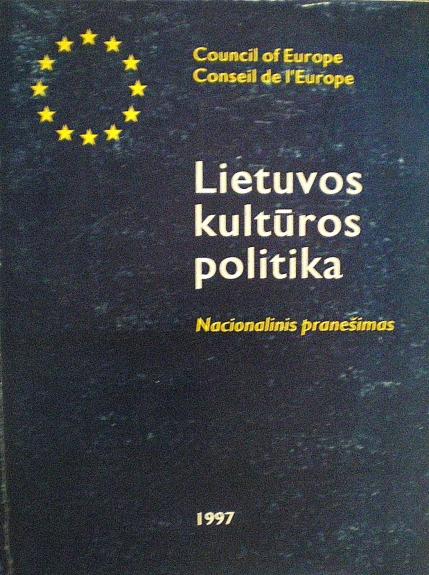 Council of Europe
Conseil de l'Europe
Lietuvos
kultūros
politika
Nacionalinis pranešimas
1997